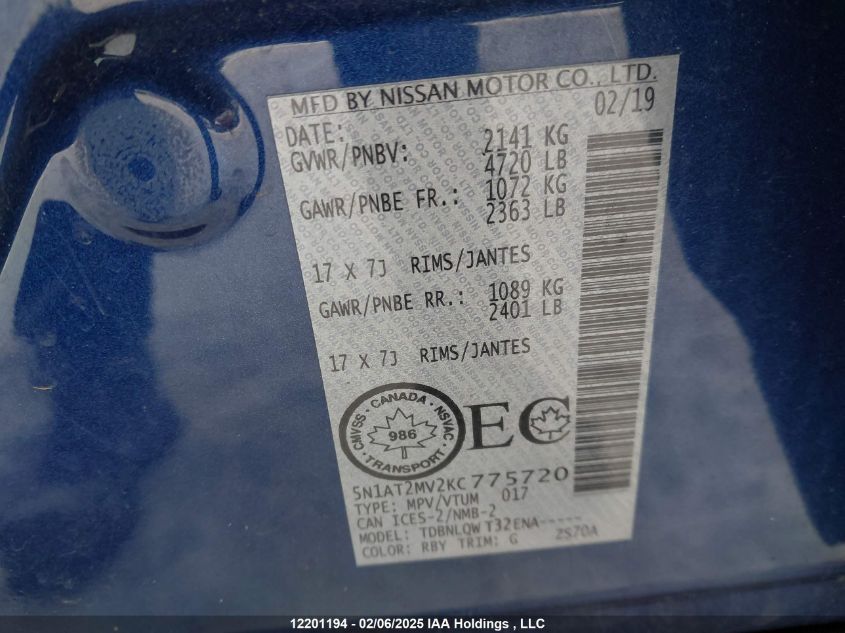 MFD BY NISSAN MOTOR CO., LTD.
DATE: 02/19
GVWR/PNBV: 2141 KG
4720 LB
GAWR/PNBE FR.: 1072 KG
2363 LB
17 X 7J RIMS/JANTES
GAWR/PNBE RR.: 1089 KG
2401 LB
17 X 7J RIMS/JANTES
CMVSS · CANADA · NSVAC
986
TRANSPORT
EC
5N1AT2MV2KC775720
TYPE: MPV/VTUM 017
CAN ICES-2/NMB-2
MODEL: TDBNLQW T32ENA-----
COLOR: RBY TRIM: G 2S70A
12201194 - 02/06/2025 IAA Holdings , LLC